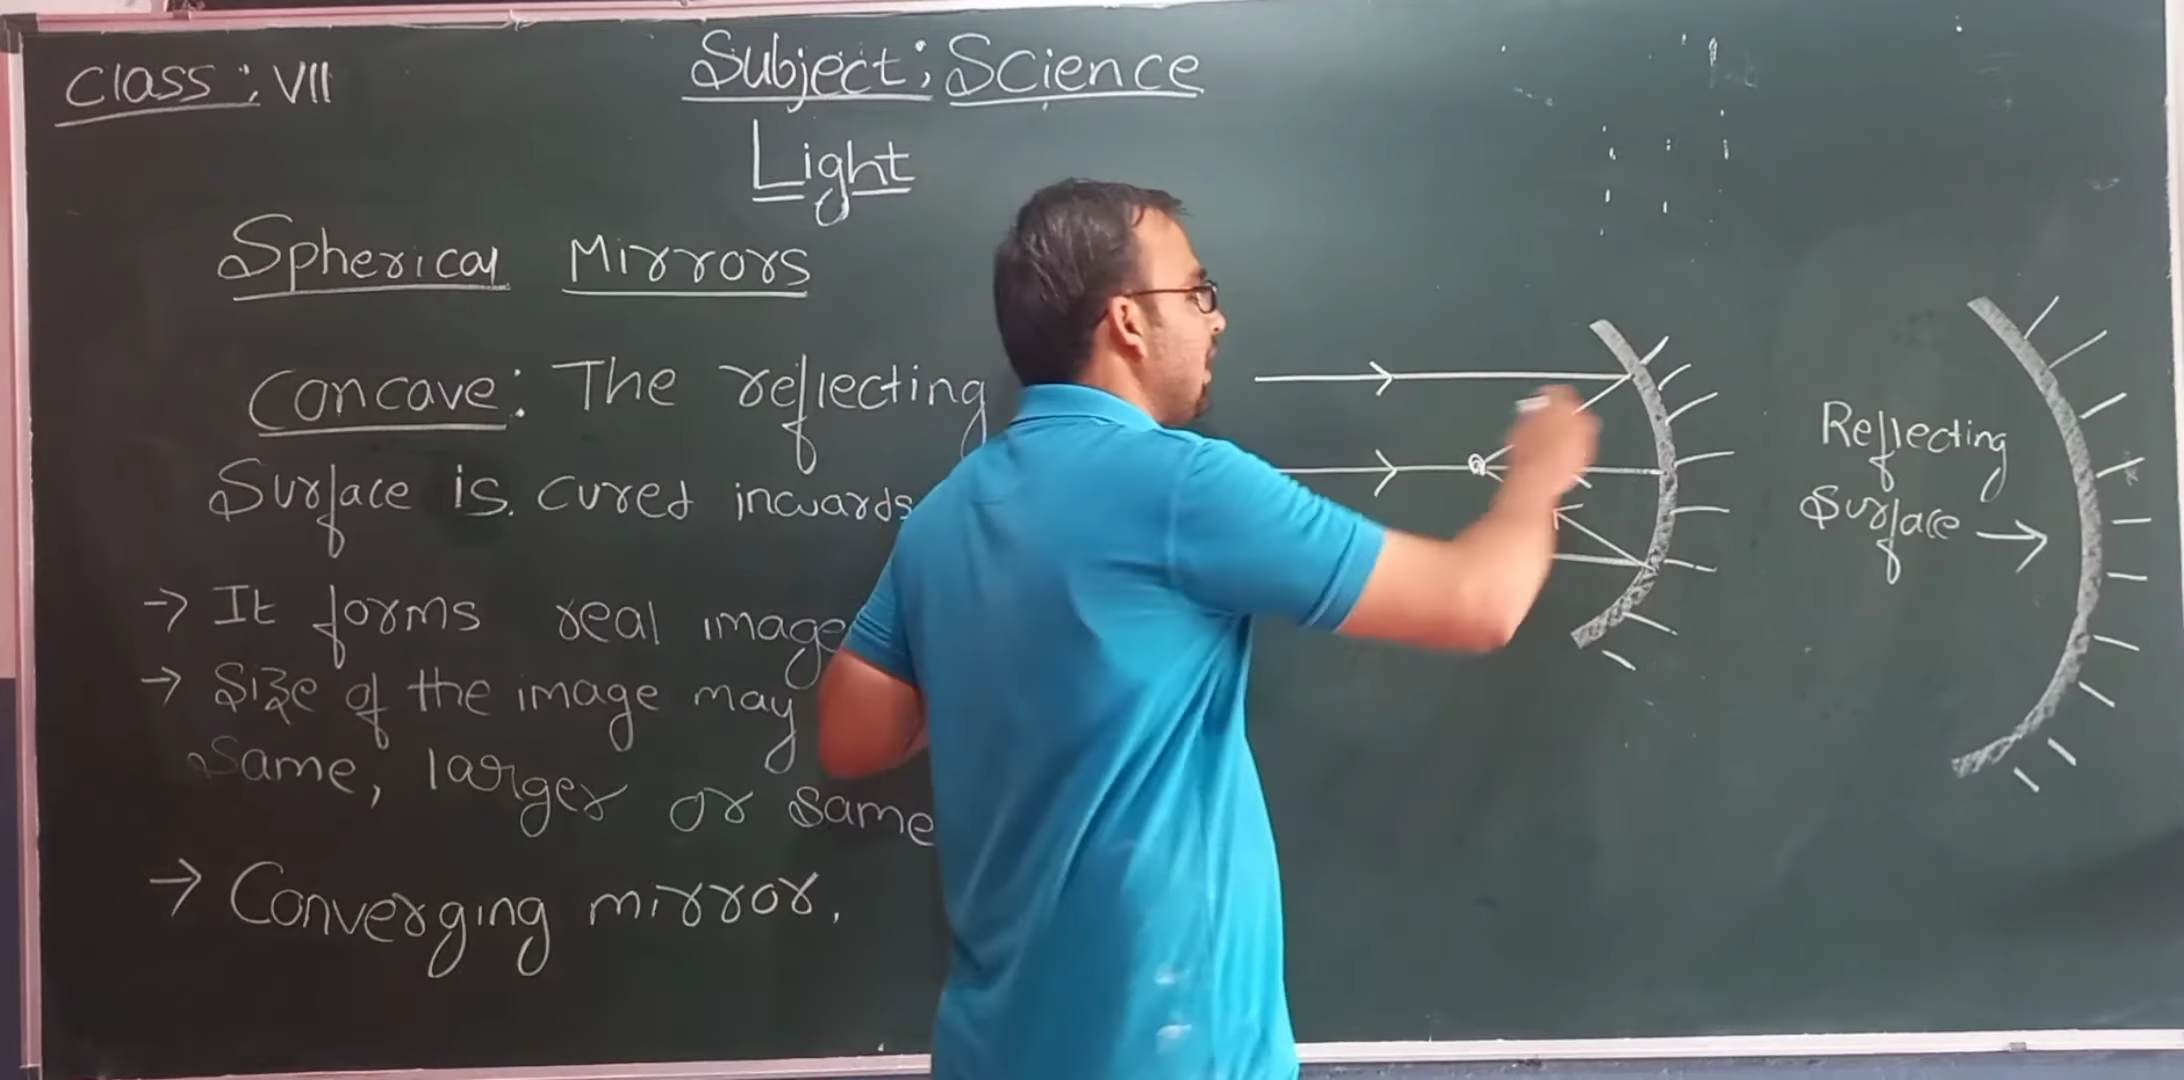 Class : VII
Subject : Science
Light
Spherical Mirrors
Concave : The reflecting
Surface is. cured inwards
→ It forms real image
→ Size of the image may
Same, larger or same
→ Converging mirror.
Reflecting
Surface →